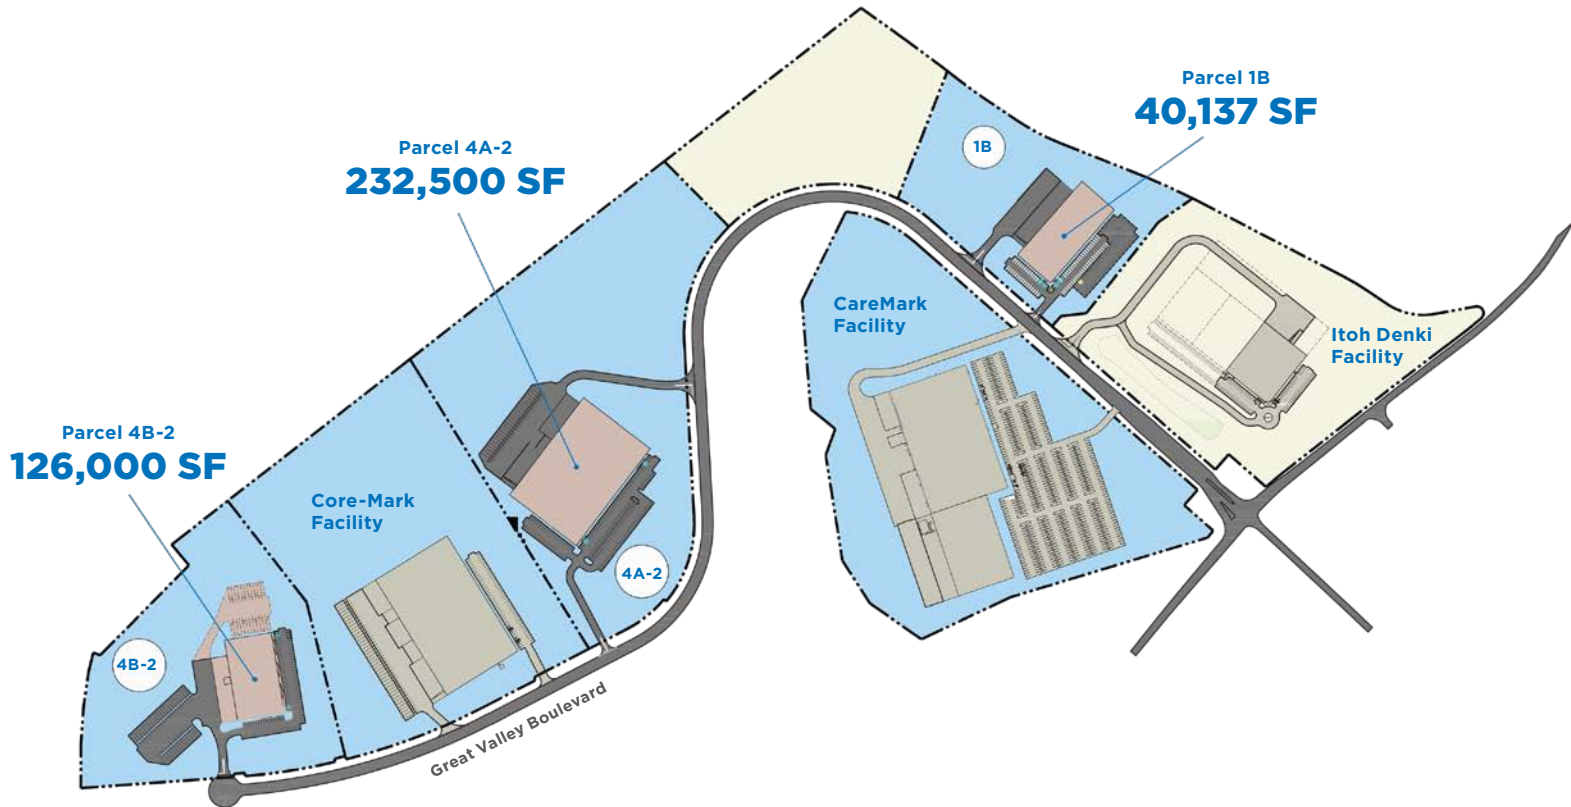 Parcel 1B
40,137 SF
1B
Parcel 4A-2
232,500 SF
CareMark
Facility
Itoh Denki
Facility
Parcel 4B-2
126,000 SF
Core-Mark
Facility
4A-2
4B-2
Great Valley Boulevard